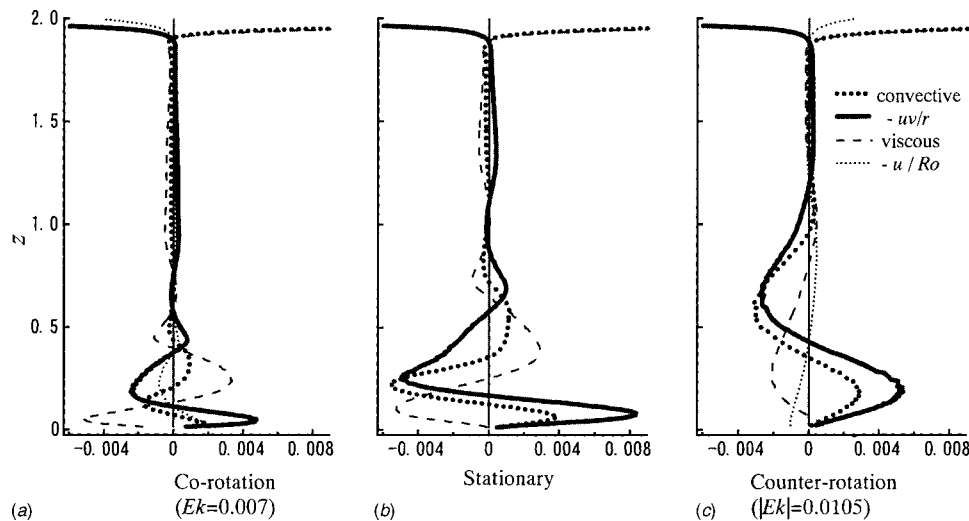 2.0
1.5
1.0
0.5
0
z
convective
- uv/r
viscous
- u / Ro
-0.004 0 0.004 0.008
-0.004 0 0.004 0.008
-0.004 0 0.004 0.008
(a) Co-rotation
(Ek=0.007)
(b) Stationary
(c) Counter-rotation
(|Ek|=0.0105)